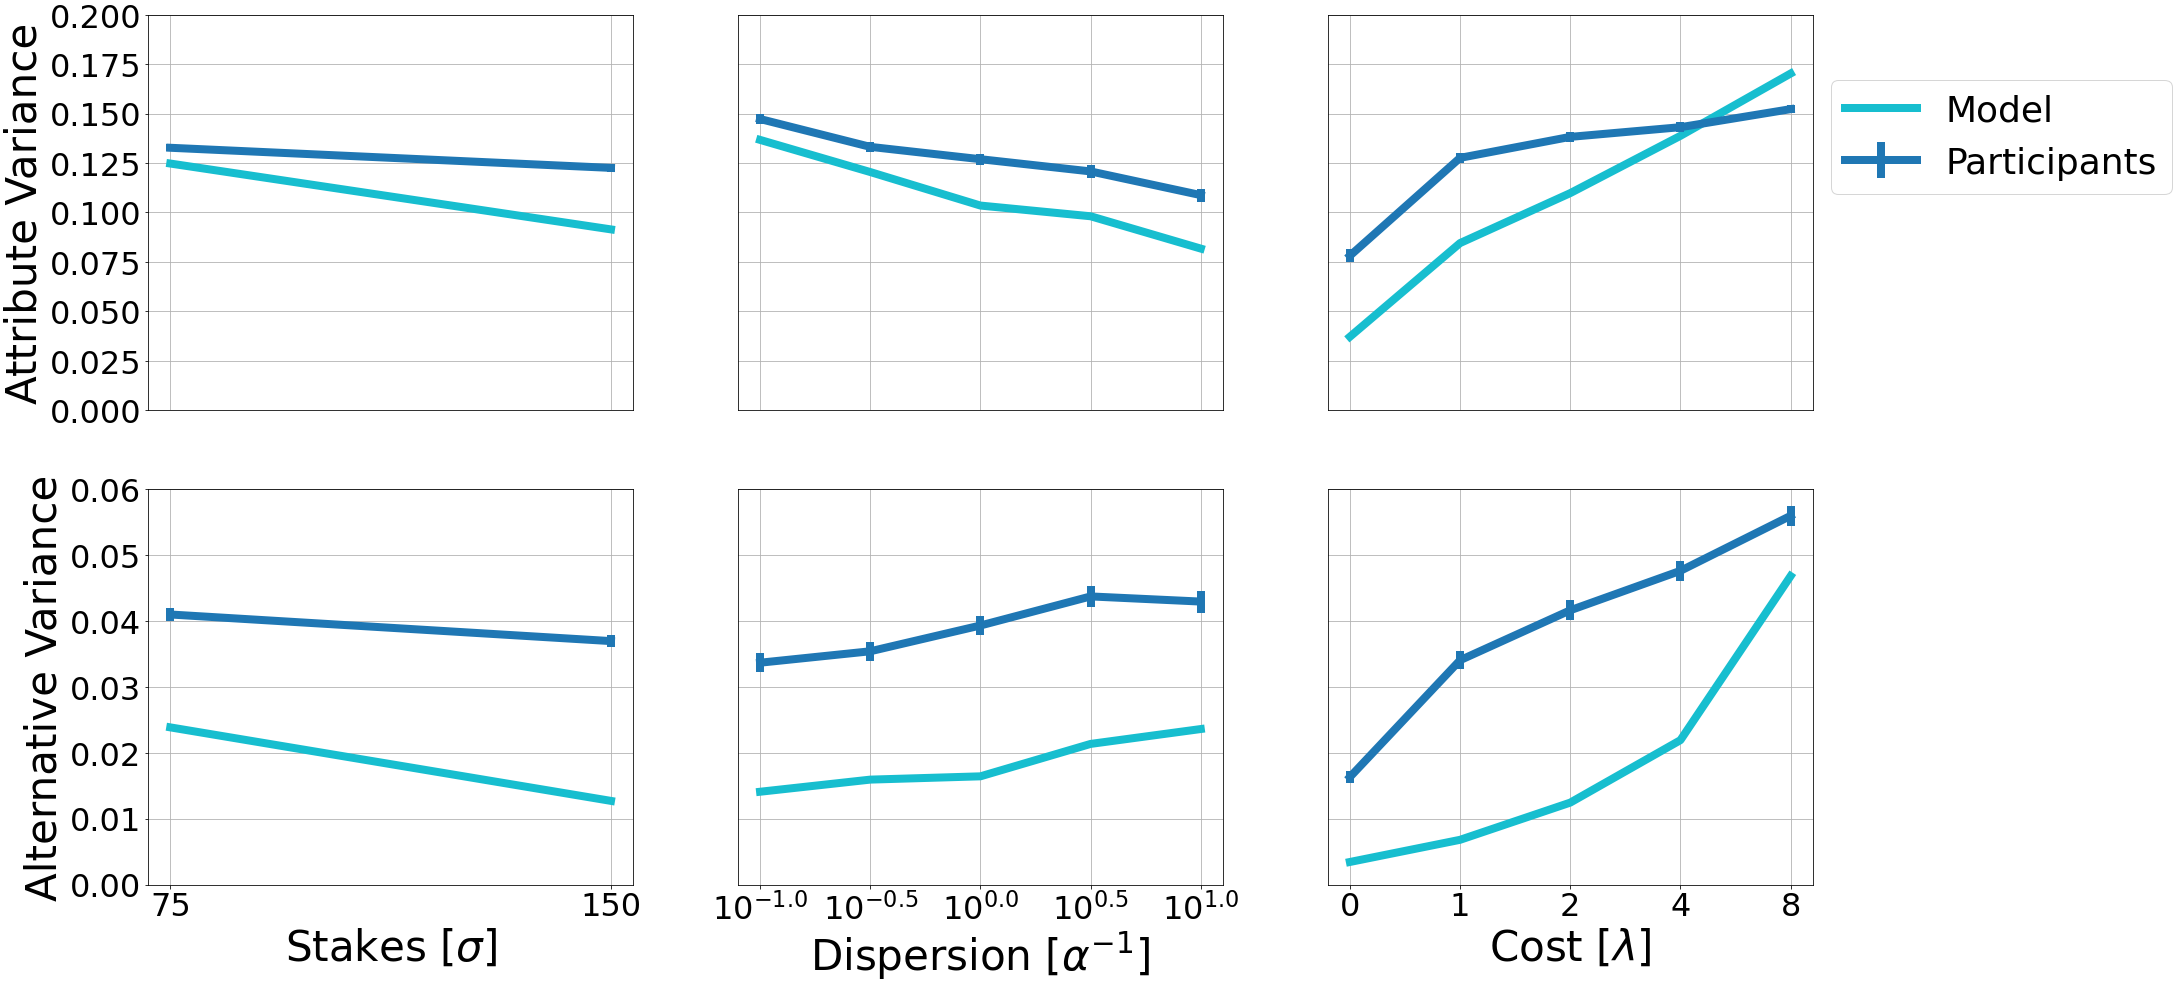 Attribute Variance
0.200
0.175
0.150
0.125
0.100
0.075
0.050
0.025
0.000
Model
Participants
Alternative Variance
0.06
0.05
0.04
0.03
0.02
0.01
0.00
75 150
Stakes [σ]
10^{-1.0} 10^{-0.5} 10^{0.0} 10^{0.5} 10^{1.0}
Dispersion [α^{-1}]
0 1 2 4 8
Cost [λ]